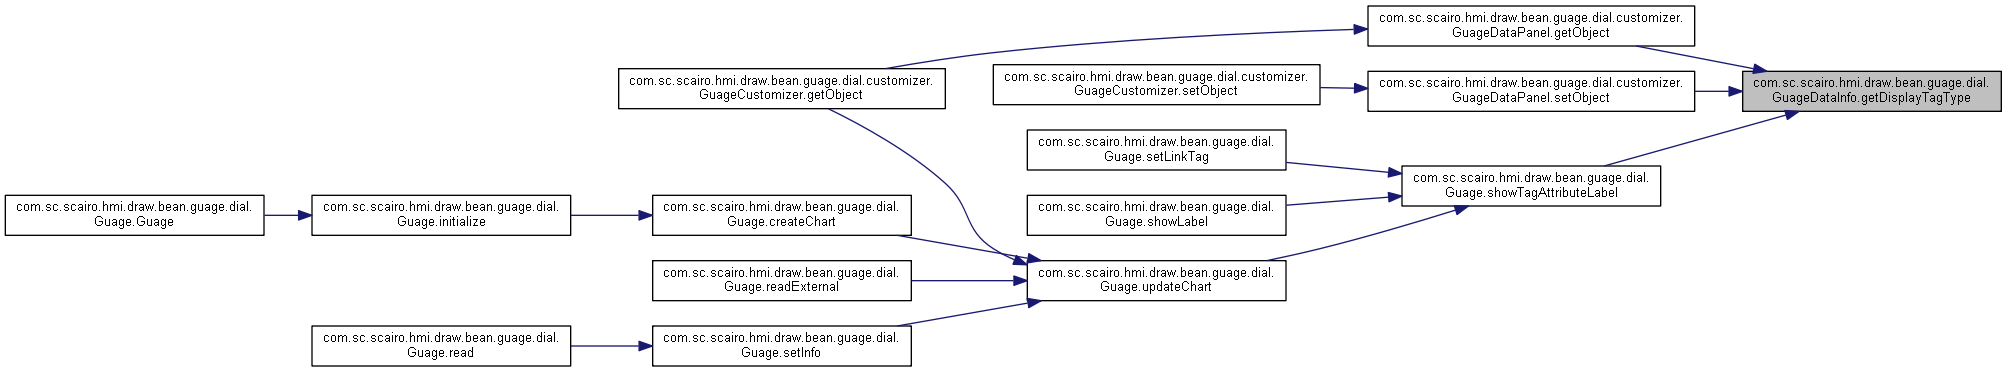 com.sc.scairo.hmi.draw.bean.guage.dial.customizer.
GuageDataPanel.getObject
com.sc.scairo.hmi.draw.bean.guage.dial.customizer.
GuageCustomizer.getObject
com.sc.scairo.hmi.draw.bean.guage.dial.customizer.
GuageCustomizer.setObject
com.sc.scairo.hmi.draw.bean.guage.dial.customizer.
GuageDataPanel.setObject
com.sc.scairo.hmi.draw.bean.guage.dial.
GuageDataInfo.getDisplayTagType
com.sc.scairo.hmi.draw.bean.guage.dial.
Guage.setLinkTag
com.sc.scairo.hmi.draw.bean.guage.dial.
Guage.showTagAttributeLabel
com.sc.scairo.hmi.draw.bean.guage.dial.
Guage.Guage
com.sc.scairo.hmi.draw.bean.guage.dial.
Guage.initialize
com.sc.scairo.hmi.draw.bean.guage.dial.
Guage.createChart
com.sc.scairo.hmi.draw.bean.guage.dial.
Guage.showLabel
com.sc.scairo.hmi.draw.bean.guage.dial.
Guage.readExternal
com.sc.scairo.hmi.draw.bean.guage.dial.
Guage.updateChart
com.sc.scairo.hmi.draw.bean.guage.dial.
Guage.read
com.sc.scairo.hmi.draw.bean.guage.dial.
Guage.setInfo